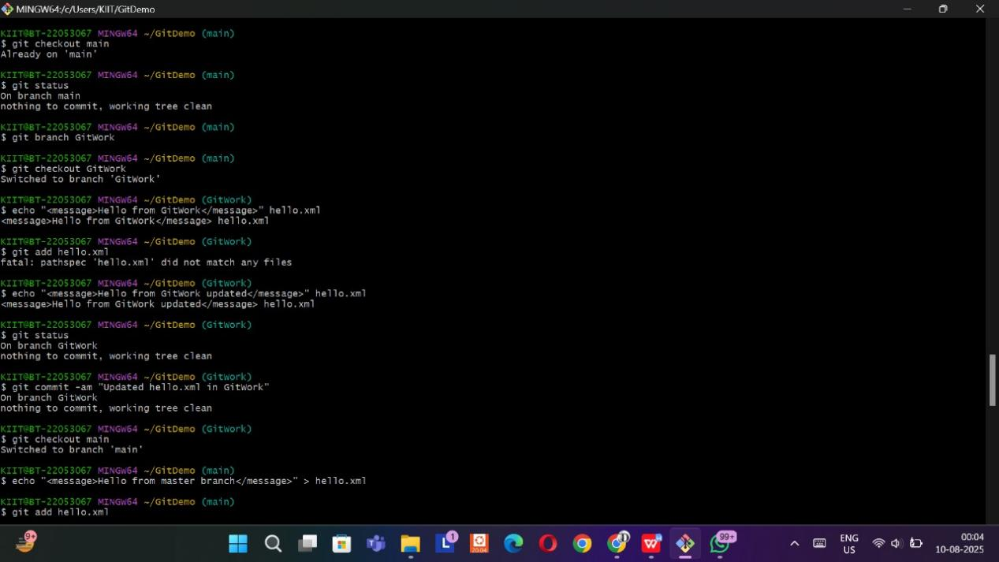 MINGW64:/c/Users/KIIT/GitDemo
KIIT@BT-22053067 MINGW64 ~/GitDemo (main)
$ git checkout main
Already on 'main'
KIIT@BT-22053067 MINGW64 ~/GitDemo (main)
$ git status
On branch main
nothing to commit, working tree clean
KIIT@BT-22053067 MINGW64 ~/GitDemo (main)
$ git branch GitWork
KIIT@BT-22053067 MINGW64 ~/GitDemo (main)
$ git checkout GitWork
Switched to branch 'GitWork'
KIIT@BT-22053067 MINGW64 ~/GitDemo (GitWork)
$ echo "<message>Hello from GitWork</message>" hello.xml
<message>Hello from GitWork</message> hello.xml
KIIT@BT-22053067 MINGW64 ~/GitDemo (GitWork)
$ git add hello.xml
fatal: pathspec 'hello.xml' did not match any files
KIIT@BT-22053067 MINGW64 ~/GitDemo (GitWork)
$ echo "<message>Hello from GitWork updated</message>" hello.xml
<message>Hello from GitWork updated</message> hello.xml
KIIT@BT-22053067 MINGW64 ~/GitDemo (GitWork)
$ git status
On branch GitWork
nothing to commit, working tree clean
KIIT@BT-22053067 MINGW64 ~/GitDemo (GitWork)
$ git commit -am "Updated hello.xml in GitWork"
On branch GitWork
nothing to commit, working tree clean
KIIT@BT-22053067 MINGW64 ~/GitDemo (GitWork)
$ git checkout main
Switched to branch 'main'
KIIT@BT-22053067 MINGW64 ~/GitDemo (main)
$ echo "<message>Hello from master branch</message>" > hello.xml
KIIT@BT-22053067 MINGW64 ~/GitDemo (main)
$ git add hello.xml
9+
L 1
20.04
W
99+
ENG
US
00:04
10-08-2025